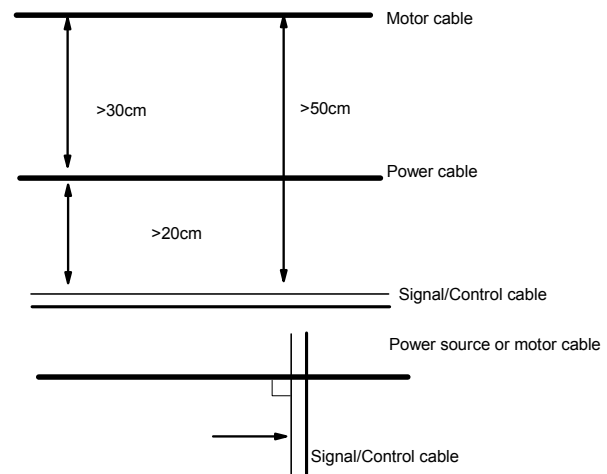 Motor cable
>30cm
>50cm
Power cable
>20cm
Signal/Control cable
Power source or motor cable
Signal/Control cable